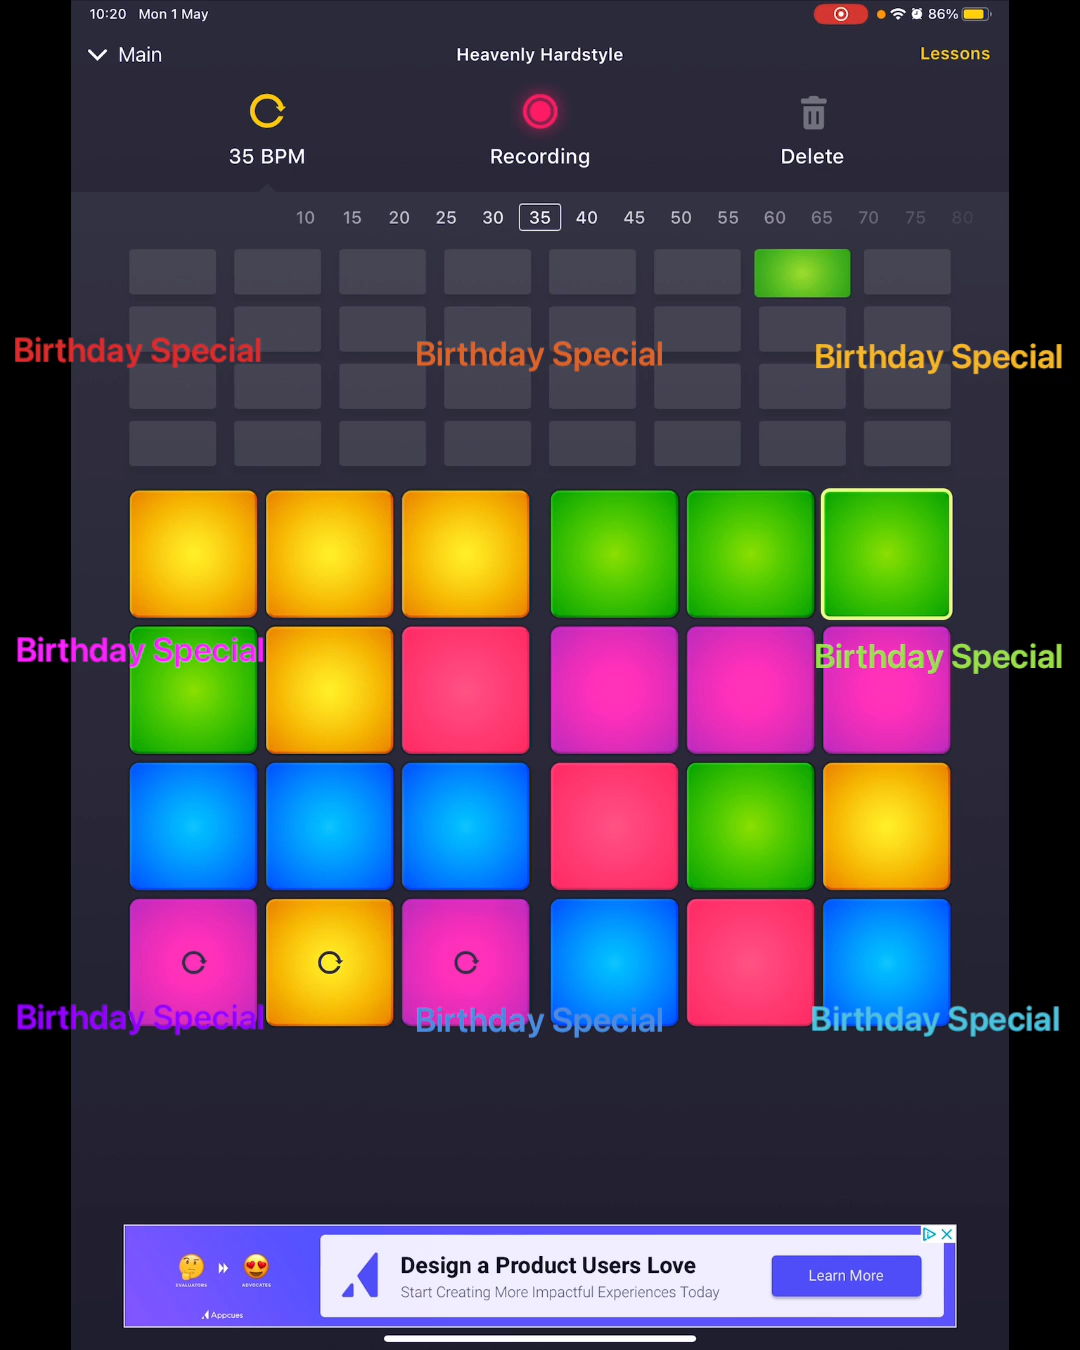 10:20 Mon 1 May
86%
Main
Heavenly Hardstyle
Lessons
35 BPM
Recording
Delete
10 15 20 25 30 35 40 45 50 55 60 65 70 75 80
Birthday Special
Birthday Special
Birthday Special
Birthday Special
Birthday Special
Birthday Special
Birthday Special
Birthday Special
EVALUATORS
ADVOCATES
Appcues
Design a Product Users Love
Start Creating More Impactful Experiences Today
Learn More